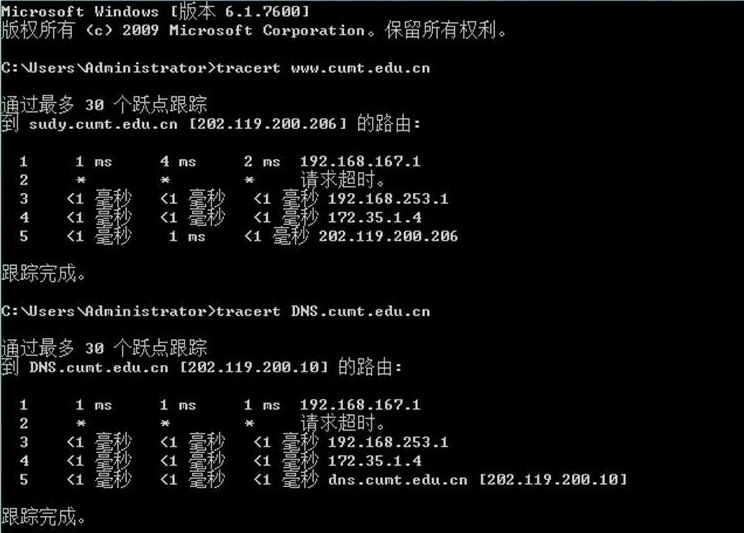 Microsoft Windows [版本 6.1.7600]
版权所有 (c) 2009 Microsoft Corporation。保留所有权利。
C:\Users\Administrator>tracert www.cumt.edu.cn
通过最多 30 个跃点跟踪
到 sudy.cumt.edu.cn [202.119.200.206] 的路由:
1 1 ms 4 ms 2 ms 192.168.167.1
2 * * * 请求超时。
3 <1 毫秒 <1 毫秒 <1 毫秒 192.168.253.1
4 <1 毫秒 <1 毫秒 <1 毫秒 172.35.1.4
5 <1 毫秒 1 ms <1 毫秒 202.119.200.206
跟踪完成。
C:\Users\Administrator>tracert DNS.cumt.edu.cn
通过最多 30 个跃点跟踪
到 DNS.cumt.edu.cn [202.119.200.10] 的路由:
1 1 ms 1 ms 1 ms 192.168.167.1
2 * * * 请求超时。
3 <1 毫秒 <1 毫秒 <1 毫秒 192.168.253.1
4 <1 毫秒 <1 毫秒 <1 毫秒 172.35.1.4
5 <1 毫秒 <1 毫秒 <1 毫秒 dns.cumt.edu.cn [202.119.200.10]
跟踪完成。